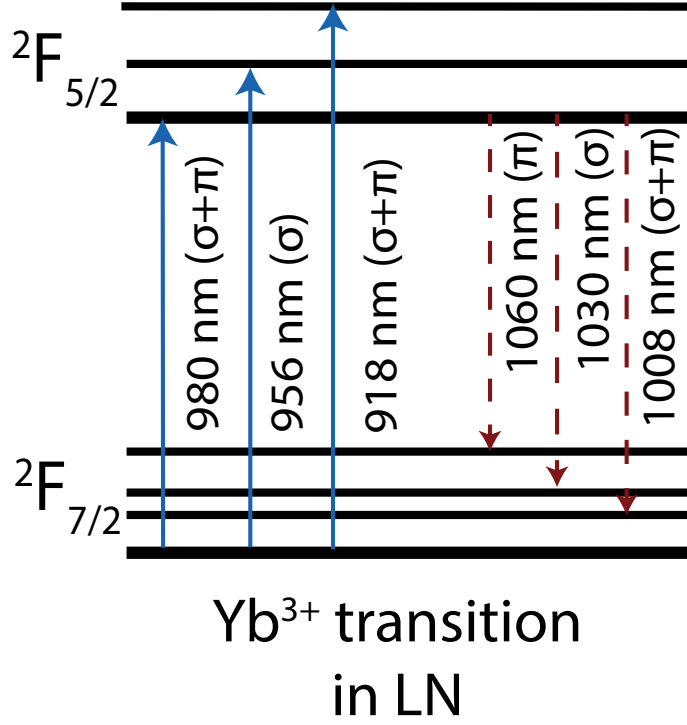 ²F₅/₂
980 nm (σ+π)
956 nm (σ)
918 nm (σ+π)
1060 nm (π)
1030 nm (σ)
1008 nm (σ+π)
²F₇/₂
Yb³⁺ transition
in LN